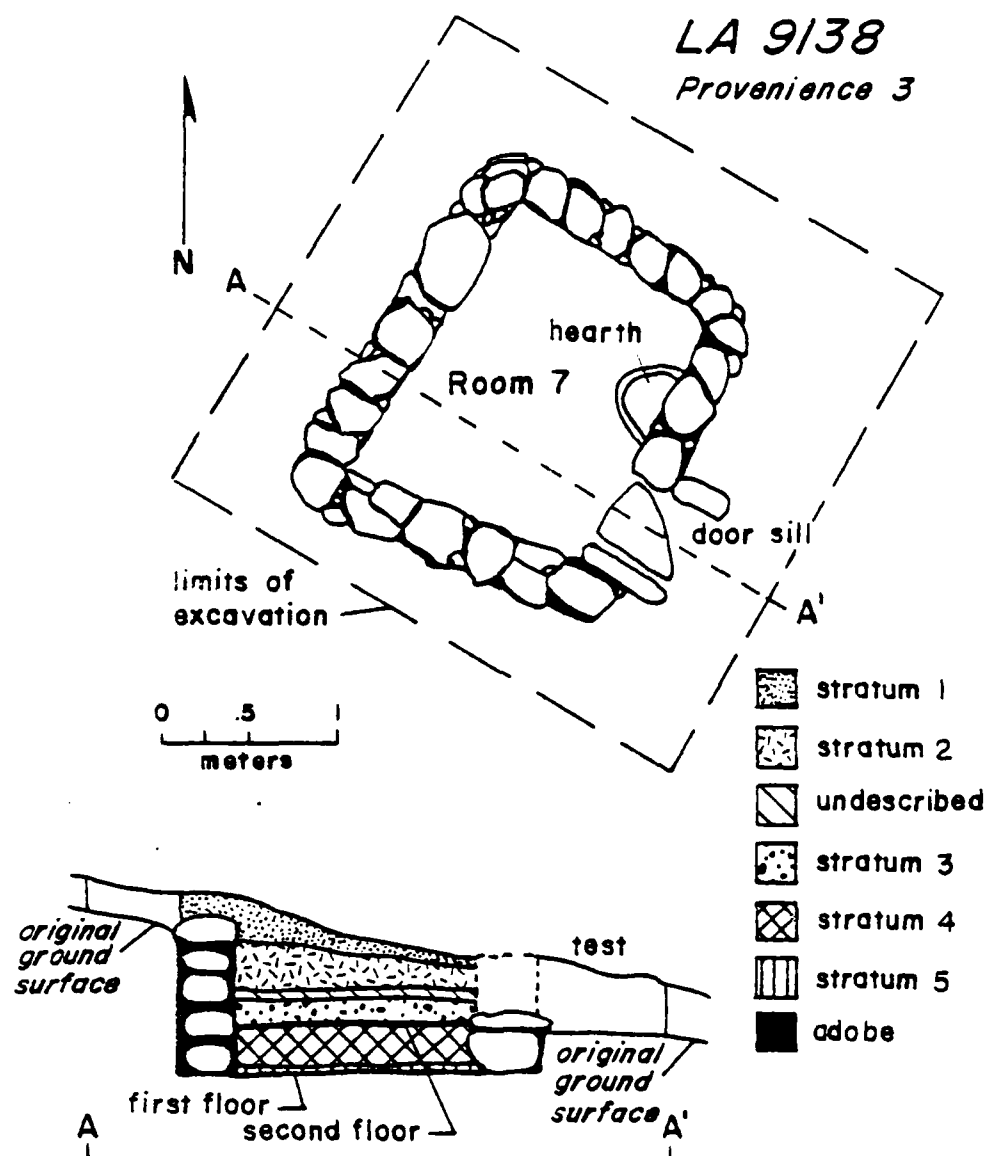 LA 9138
Provenience 3
N
A
hearth
Room 7
door sill
A'
limits of
excavation
0 .5 1
meters
stratum 1
stratum 2
undescribed
stratum 3
stratum 4
stratum 5
adobe
original
ground
surface
test
original
ground
surface
first floor
second floor
A
A'